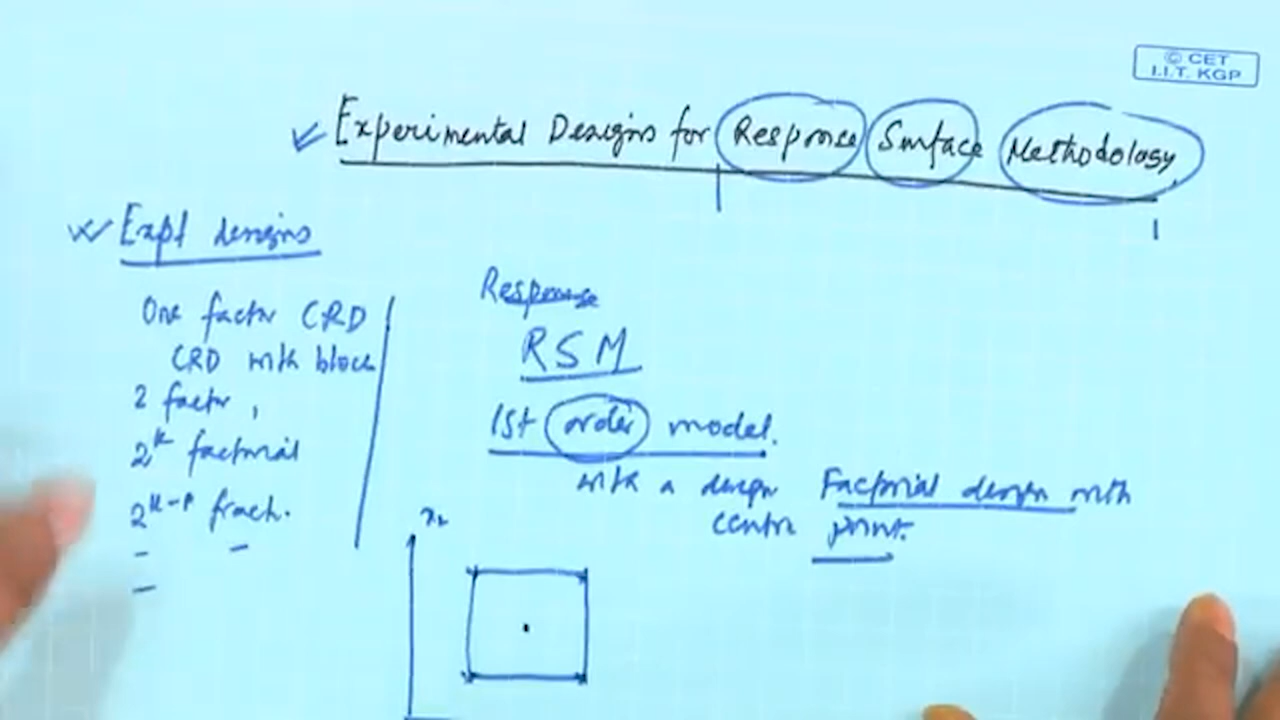 © CET
I.I.T. KGP
Experimental Designs for Response Surface Methodology
Expt designs
One factor CRD
CRD with block
2 factor,
2^k factorial
2^k-p fract.
Response
RSM
1st order model.
with a design Factorial design with
centre point.
x2